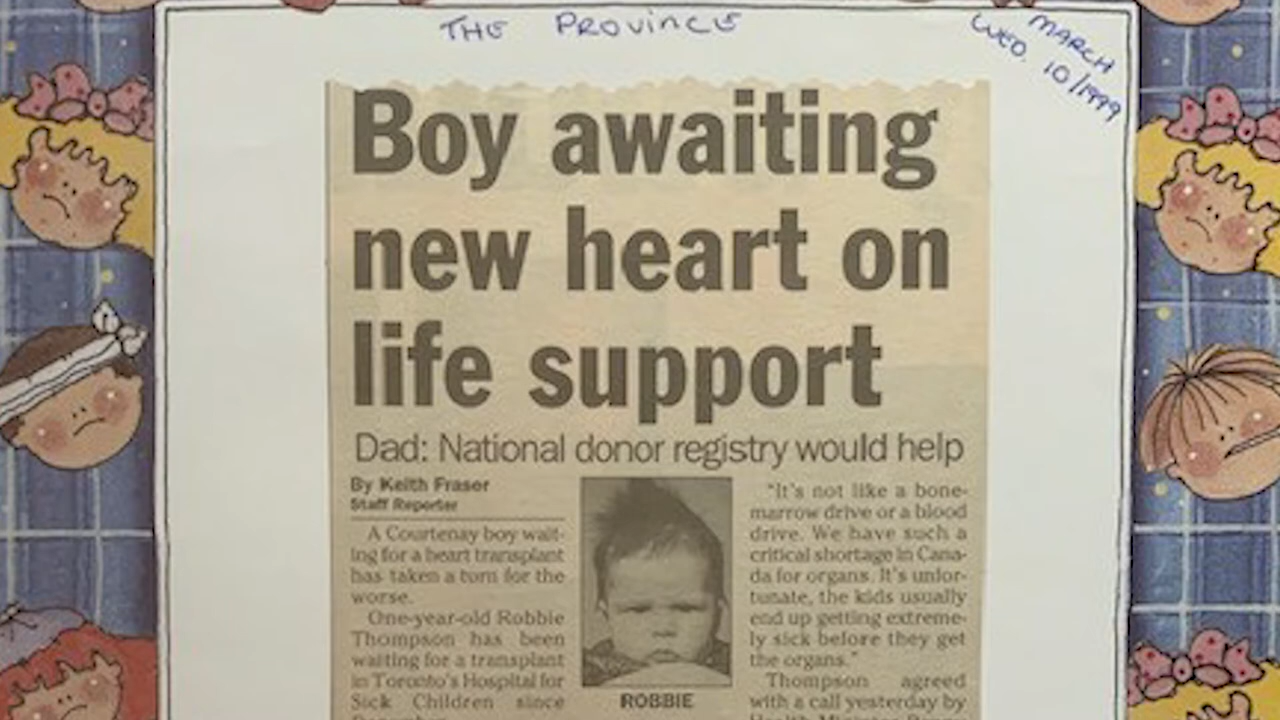 THE PROVINCE
MARCH
WED. 10/1999
Boy awaiting
new heart on
life support
Dad: National donor registry would help
By Keith Fraser
Staff Reporter
A Courtenay boy wait-
ing for a heart transplant
has taken a turn for the
worse.
One-year-old Robbie
Thompson has been
waiting for a transplant
in Toronto's Hospital for
Sick Children since
ROBBIE
"It's not like a bone-
marrow drive or a blood
drive. We have such a
critical shortage in Cana-
da for organs. It's unfor-
tunate, the kids usually
end up getting extreme-
ly sick before they get
the organs."
Thompson agreed
with a call yesterday by